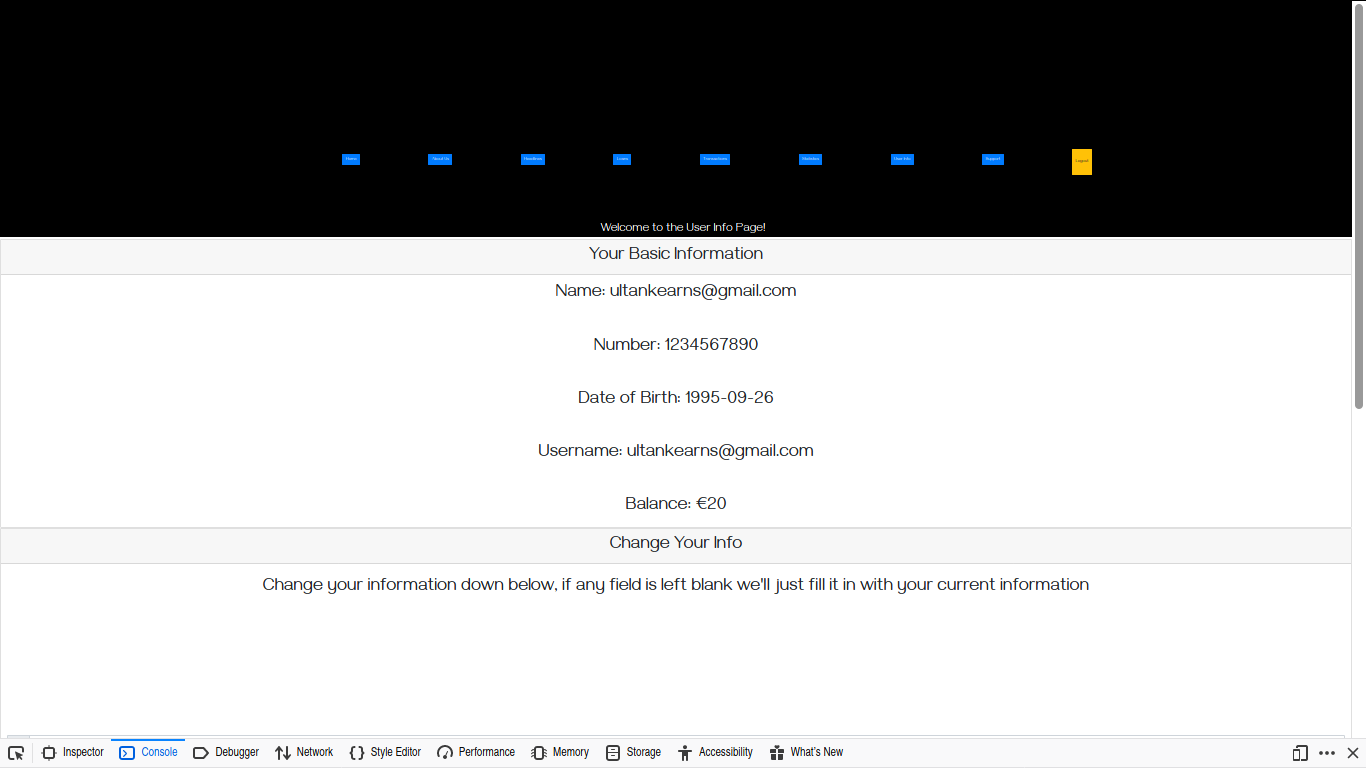 Home About Us Loans Transactions User Info Support Logout
Welcome to the User Info Page!
Your Basic Information
Name: ultankearns@gmail.com
Number: 1234567890
Date of Birth: 1995-09-26
Username: ultankearns@gmail.com
Balance: €20
Change Your Info
Change your information down below, if any field is left blank we'll just fill it in with your current information
Inspector Console Debugger Network Style Editor Performance Memory Storage Accessibility What's New